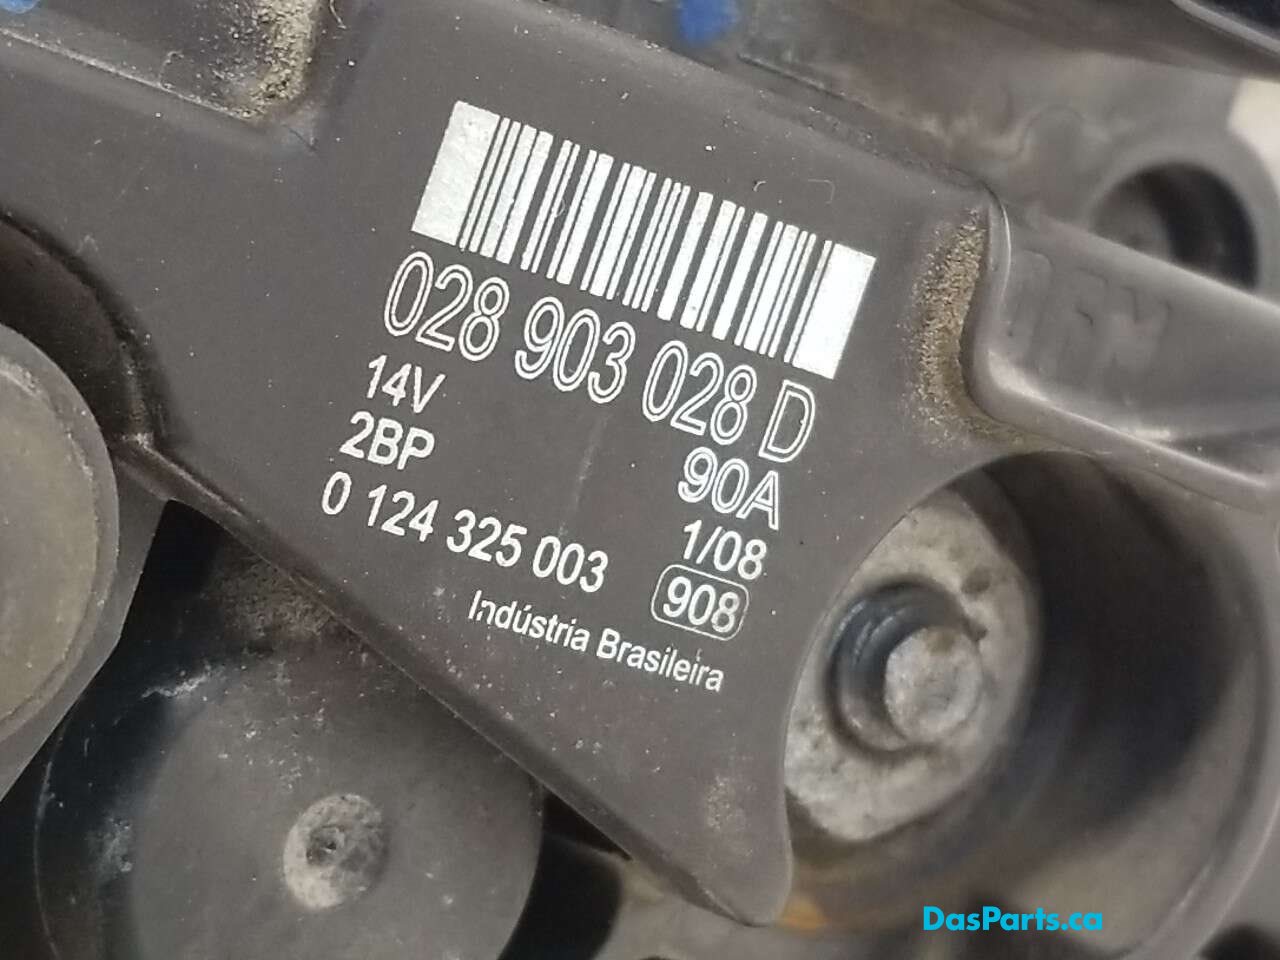 028 903 028 D
14V 90A
2BP 1/08
0 124 325 003 908
Indústria Brasileira
DasParts.ca